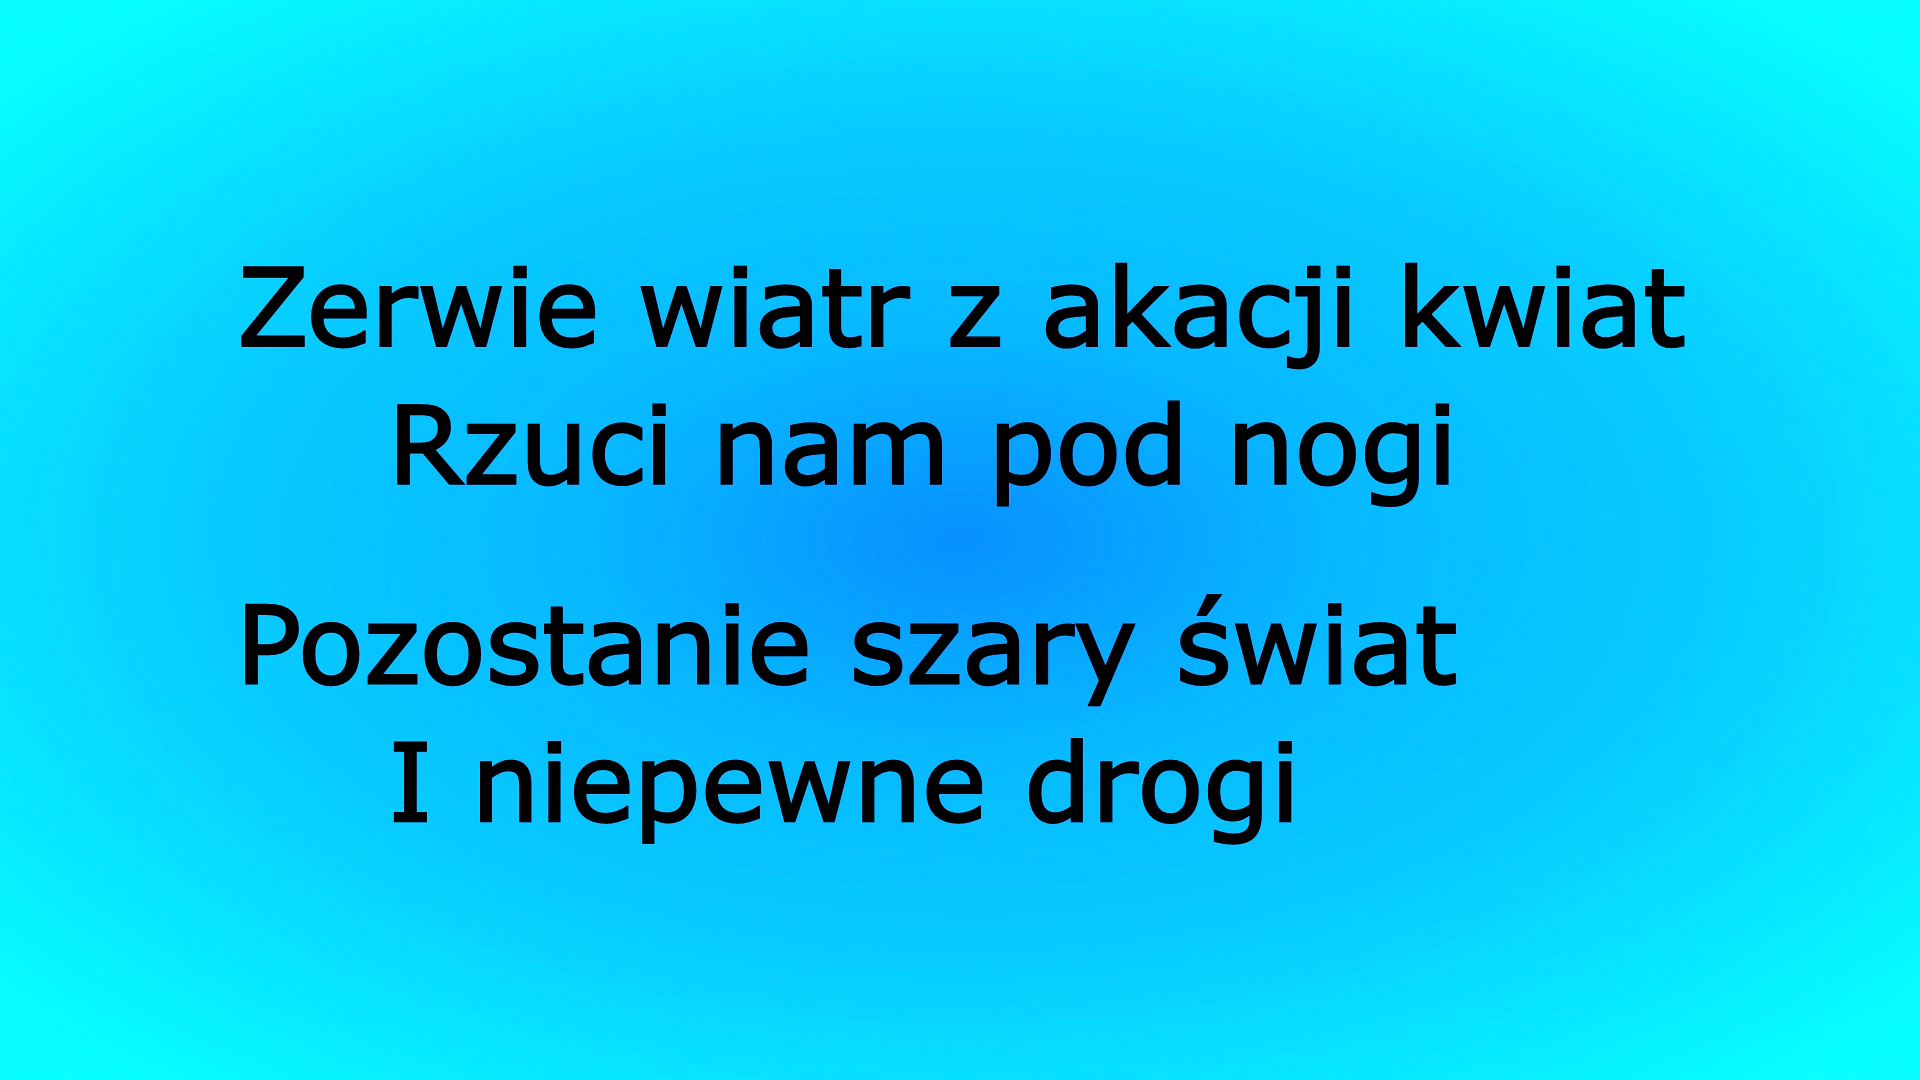 Zerwie wiatr z akacji kwiat
Rzuci nam pod nogi
Pozostanie szary świat
I niepewne drogi